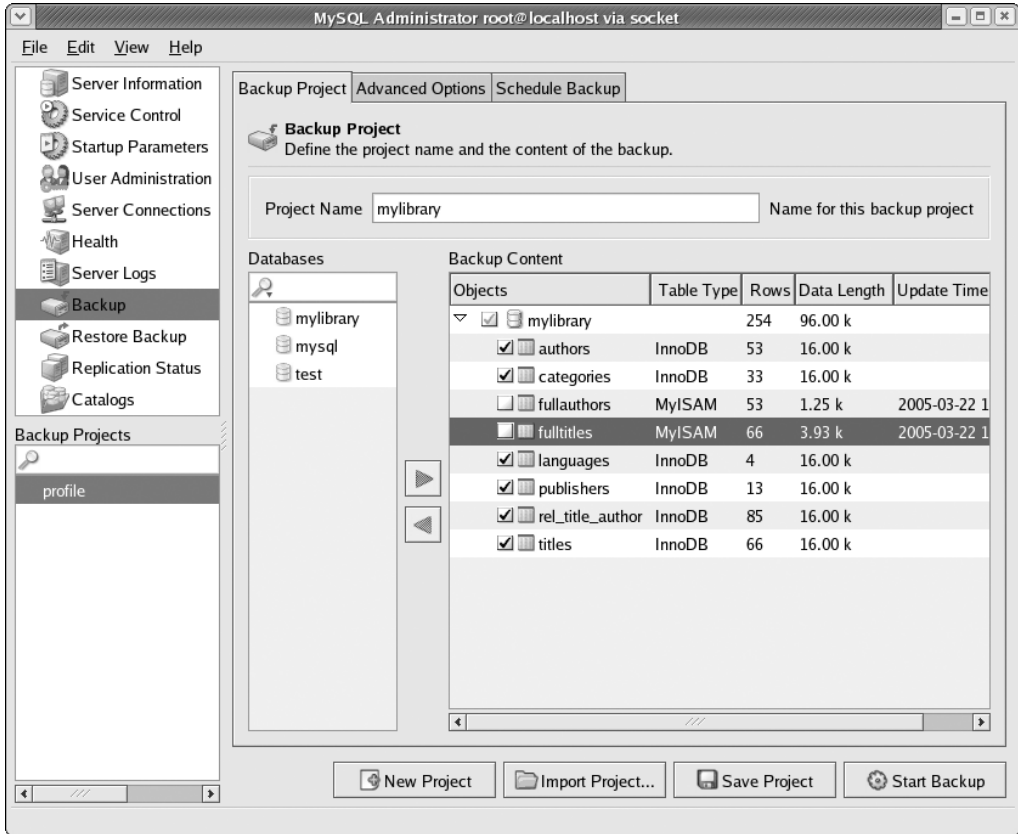 MySQL Administrator root@localhost via socket
File Edit View Help
Server Information
Service Control
Startup Parameters
User Administration
Server Connections
Health
Server Logs
Backup
Restore Backup
Replication Status
Catalogs
Backup Projects
profile
Backup Project Advanced Options Schedule Backup
Backup Project
Define the project name and the content of the backup.
Project Name mylibrary Name for this backup project
Databases
mylibrary
mysql
test
Backup Content
Objects Table Type Rows Data Length Update Time
mylibrary 254 96.00 k
authors InnoDB 53 16.00 k
categories InnoDB 33 16.00 k
fullauthors MyISAM 53 1.25 k 2005-03-22 1
fulltitles MyISAM 66 3.93 k 2005-03-22 1
languages InnoDB 4 16.00 k
publishers InnoDB 13 16.00 k
rel_title_author InnoDB 85 16.00 k
titles InnoDB 66 16.00 k
New Project Import Project... Save Project Start Backup